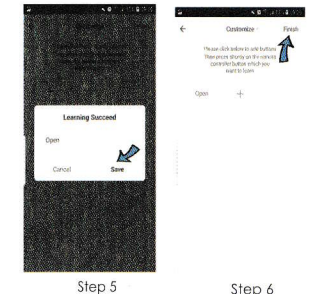 Learning Succeed
Open
Cancel
Save
Step 5
Customize
Finish
Please click below to add buttons
Then press shortly on the remote
controller button which you
want to learn
Open
+
Step 6